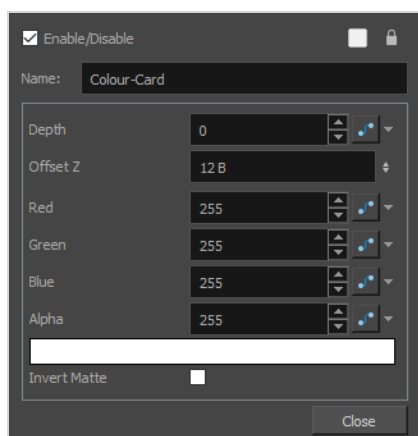 Enable/Disable
Name: Colour-Card
Depth 0
Offset Z 12 B
Red 255
Green 255
Blue 255
Alpha 255
Invert Matte
Close